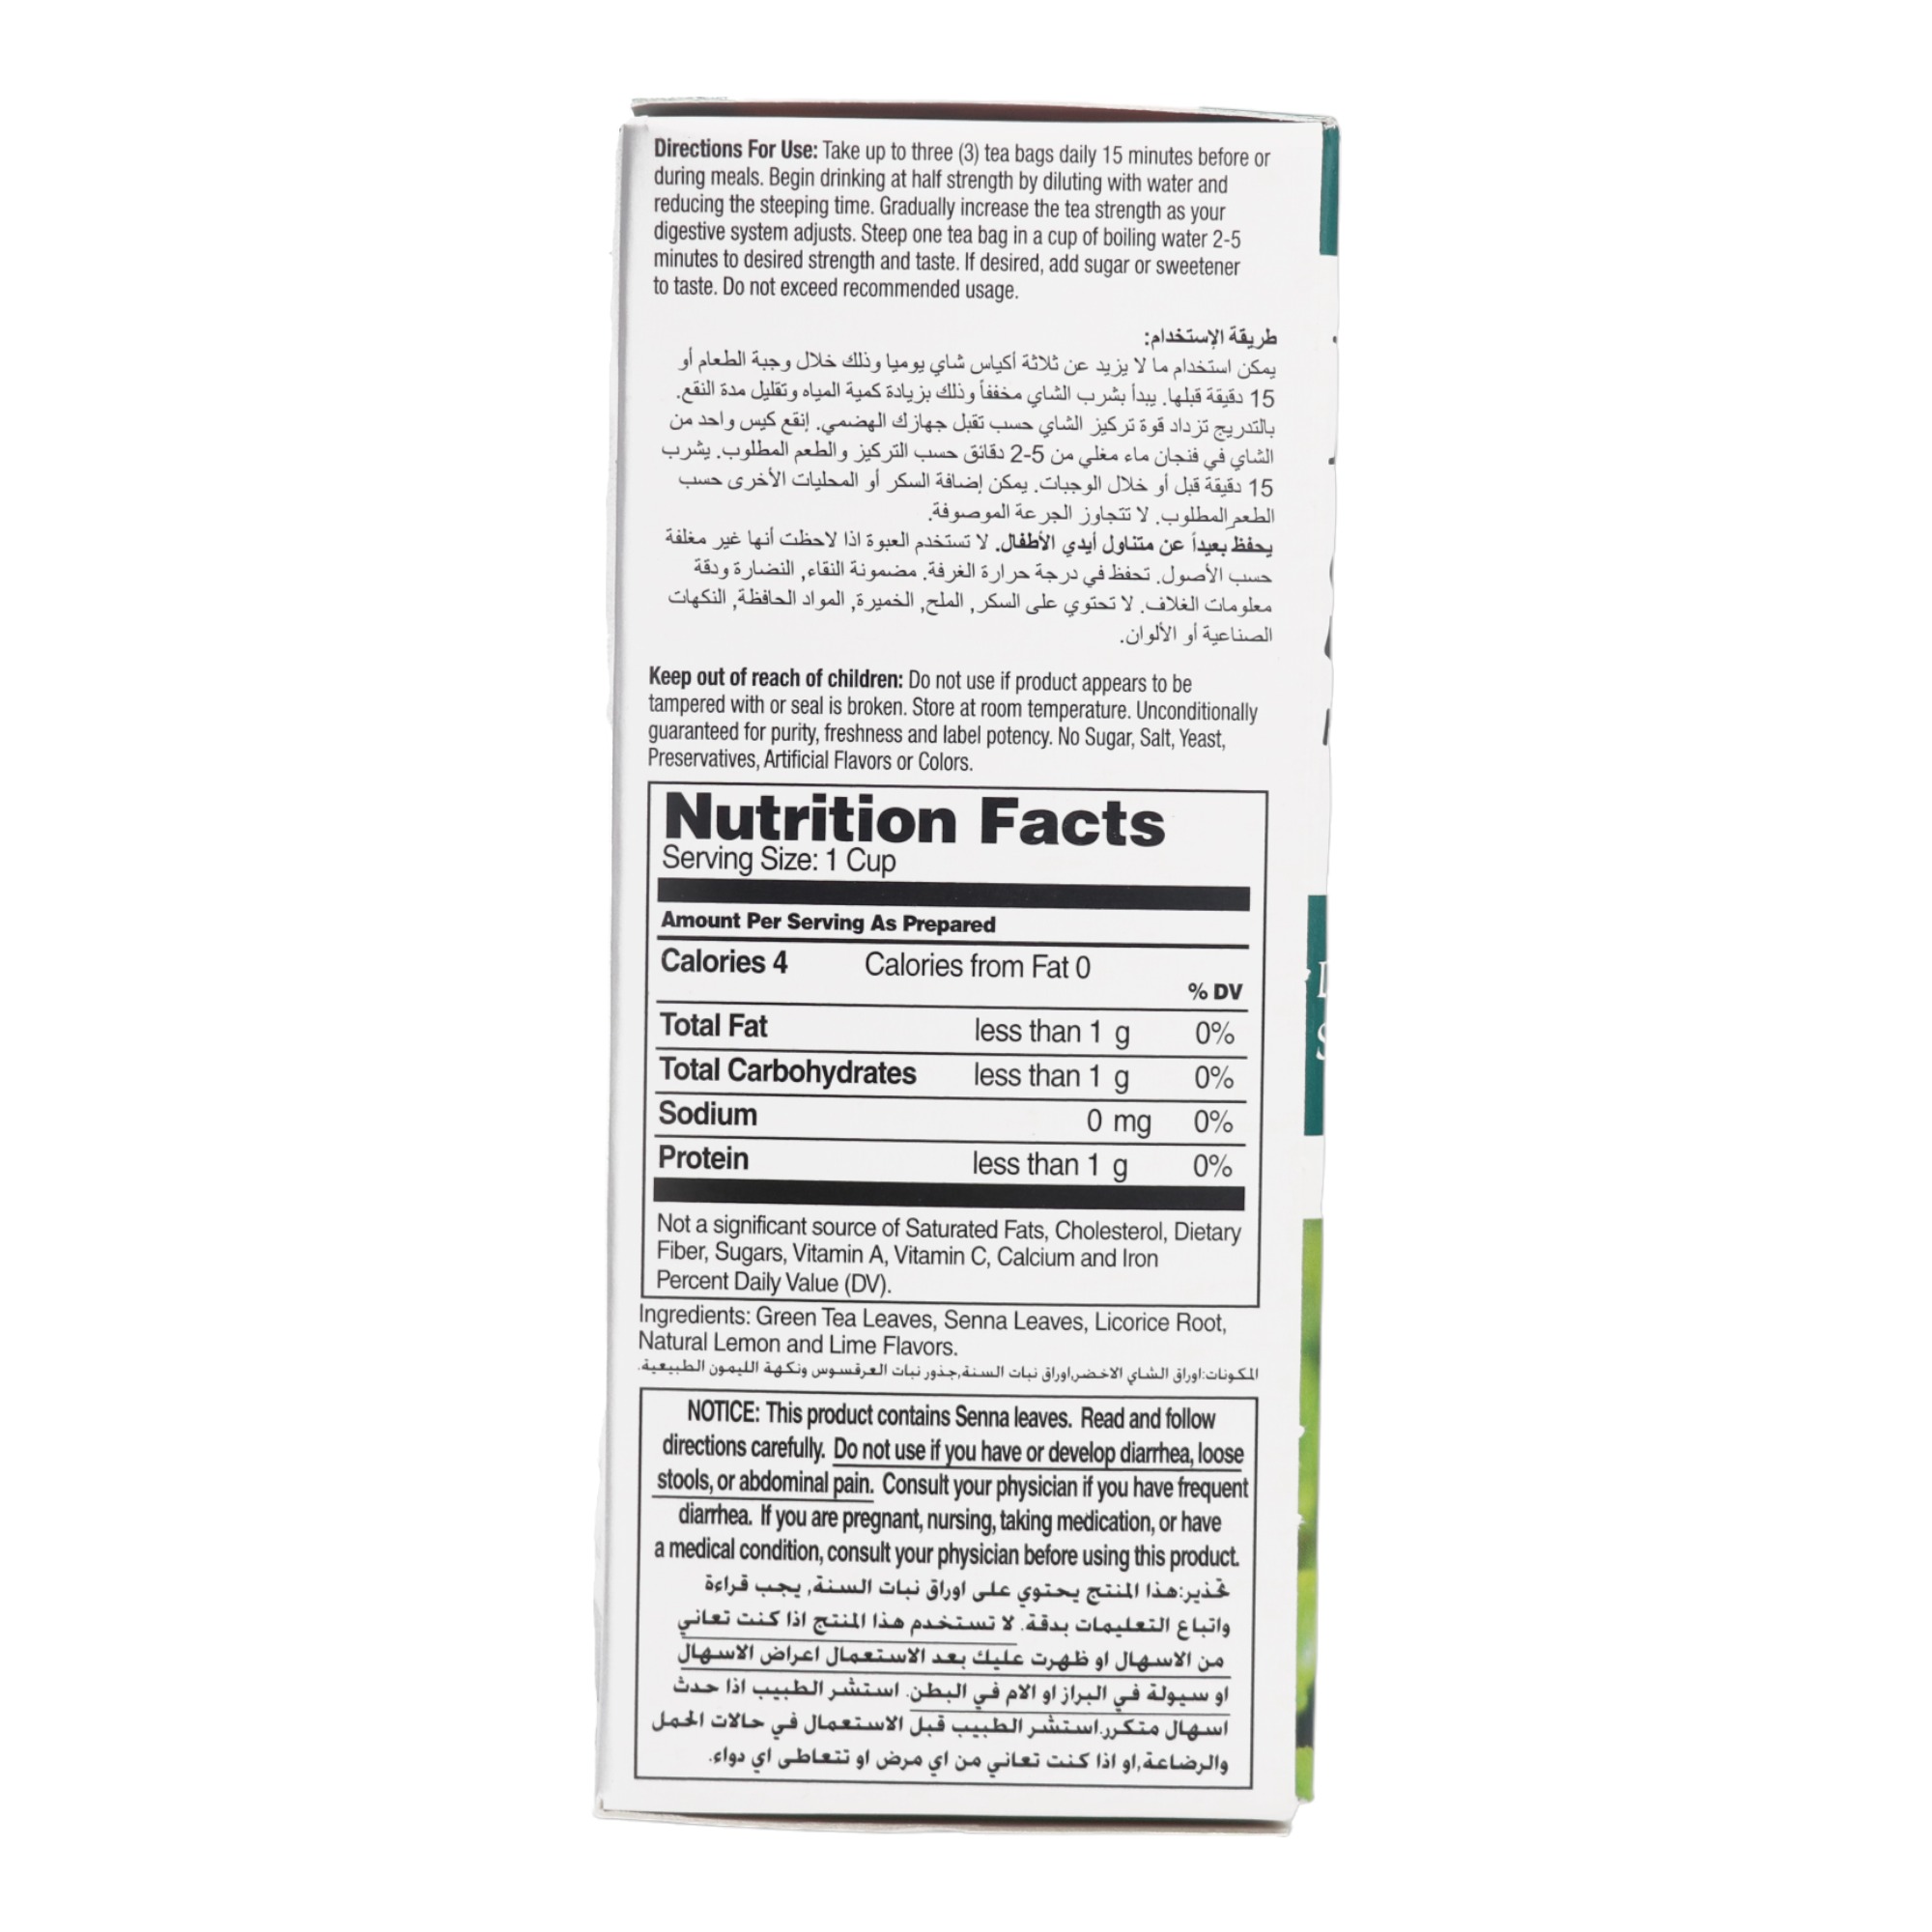 Directions For Use: Take up to three (3) tea bags daily 15 minutes before or
during meals. Begin drinking at half strength by diluting with water and
reducing the steeping time. Gradually increase the tea strength as your
digestive system adjusts. Steep one tea bag in a cup of boiling water 2-5
minutes to desired strength and taste. If desired, add sugar or sweetener
to taste. Do not exceed recommended usage.
طريقة الإستخدام:
يمكن استخدام ما لا يزيد عن ثلاثة أكياس شاي يوميا وذلك خلال وجبة الطعام أو
15 دقيقة قبلها. يبدأ بشرب الشاي مخففاً وذلك بزيادة كمية المياه وتقليل مدة النقع.
بالتدريج تزداد قوة تركيز الشاي حسب تقبل جهازك الهضمي. إنقع كيس واحد من
الشاي في فنجان ماء مغلي من 5-2 دقائق حسب التركيز والطعم المطلوب. يشرب
15 دقيقة قبل أو خلال الوجبات. يمكن إضافة السكر أو المحليات الأخرى حسب
الطعم المطلوب. لا تتجاوز الجرعة الموصوفة.
يحفظ بعيداً عن متناول أيدي الأطفال. لا تستخدم العبوة اذا لاحظت أنها غير مغلفة
حسب الأصول. تحفظ في درجة حرارة الغرفة. مضمونة النقاء, النضارة ودقة
معلومات الغلاف. لا تحتوي على السكر, الملح, الخميرة, المواد الحافظة, النكهات
الصناعية أو الألوان.
Keep out of reach of children: Do not use if product appears to be
tampered with or seal is broken. Store at room temperature. Unconditionally
guaranteed for purity, freshness and label potency. No Sugar, Salt, Yeast,
Preservatives, Artificial Flavors or Colors.
Nutrition Facts
Serving Size: 1 Cup
Amount Per Serving As Prepared
Calories 4 Calories from Fat 0
% DV
Total Fat less than 1 g 0%
Total Carbohydrates less than 1 g 0%
Sodium 0 mg 0%
Protein less than 1 g 0%
Not a significant source of Saturated Fats, Cholesterol, Dietary
Fiber, Sugars, Vitamin A, Vitamin C, Calcium and Iron
Percent Daily Value (DV).
Ingredients: Green Tea Leaves, Senna Leaves, Licorice Root,
Natural Lemon and Lime Flavors.
المكونات:اوراق الشاي الاخضر,اوراق نبات السنة,جذور نبات العرقسوس ونكهة الليمون الطبيعية.
NOTICE: This product contains Senna leaves. Read and follow
directions carefully. Do not use if you have or develop diarrhea, loose
stools, or abdominal pain. Consult your physician if you have frequent
diarrhea. If you are pregnant, nursing, taking medication, or have
a medical condition, consult your physician before using this product.
تحذير:هذا المنتج يحتوي على اوراق نبات السنة, يجب قراءة
واتباع التعليمات بدقة. لا تستخدم هذا المنتج اذا كنت تعاني
من الاسهال او ظهرت عليك بعد الاستعمال اعراض الاسهال
او سيولة في البراز او الام في البطن. استشر الطبيب اذا حدث
اسهال متكرر.استشر الطبيب قبل الاستعمال في حالات الحمل
والرضاعة,او اذا كنت تعاني من اي مرض او تتعاطى اي دواء.